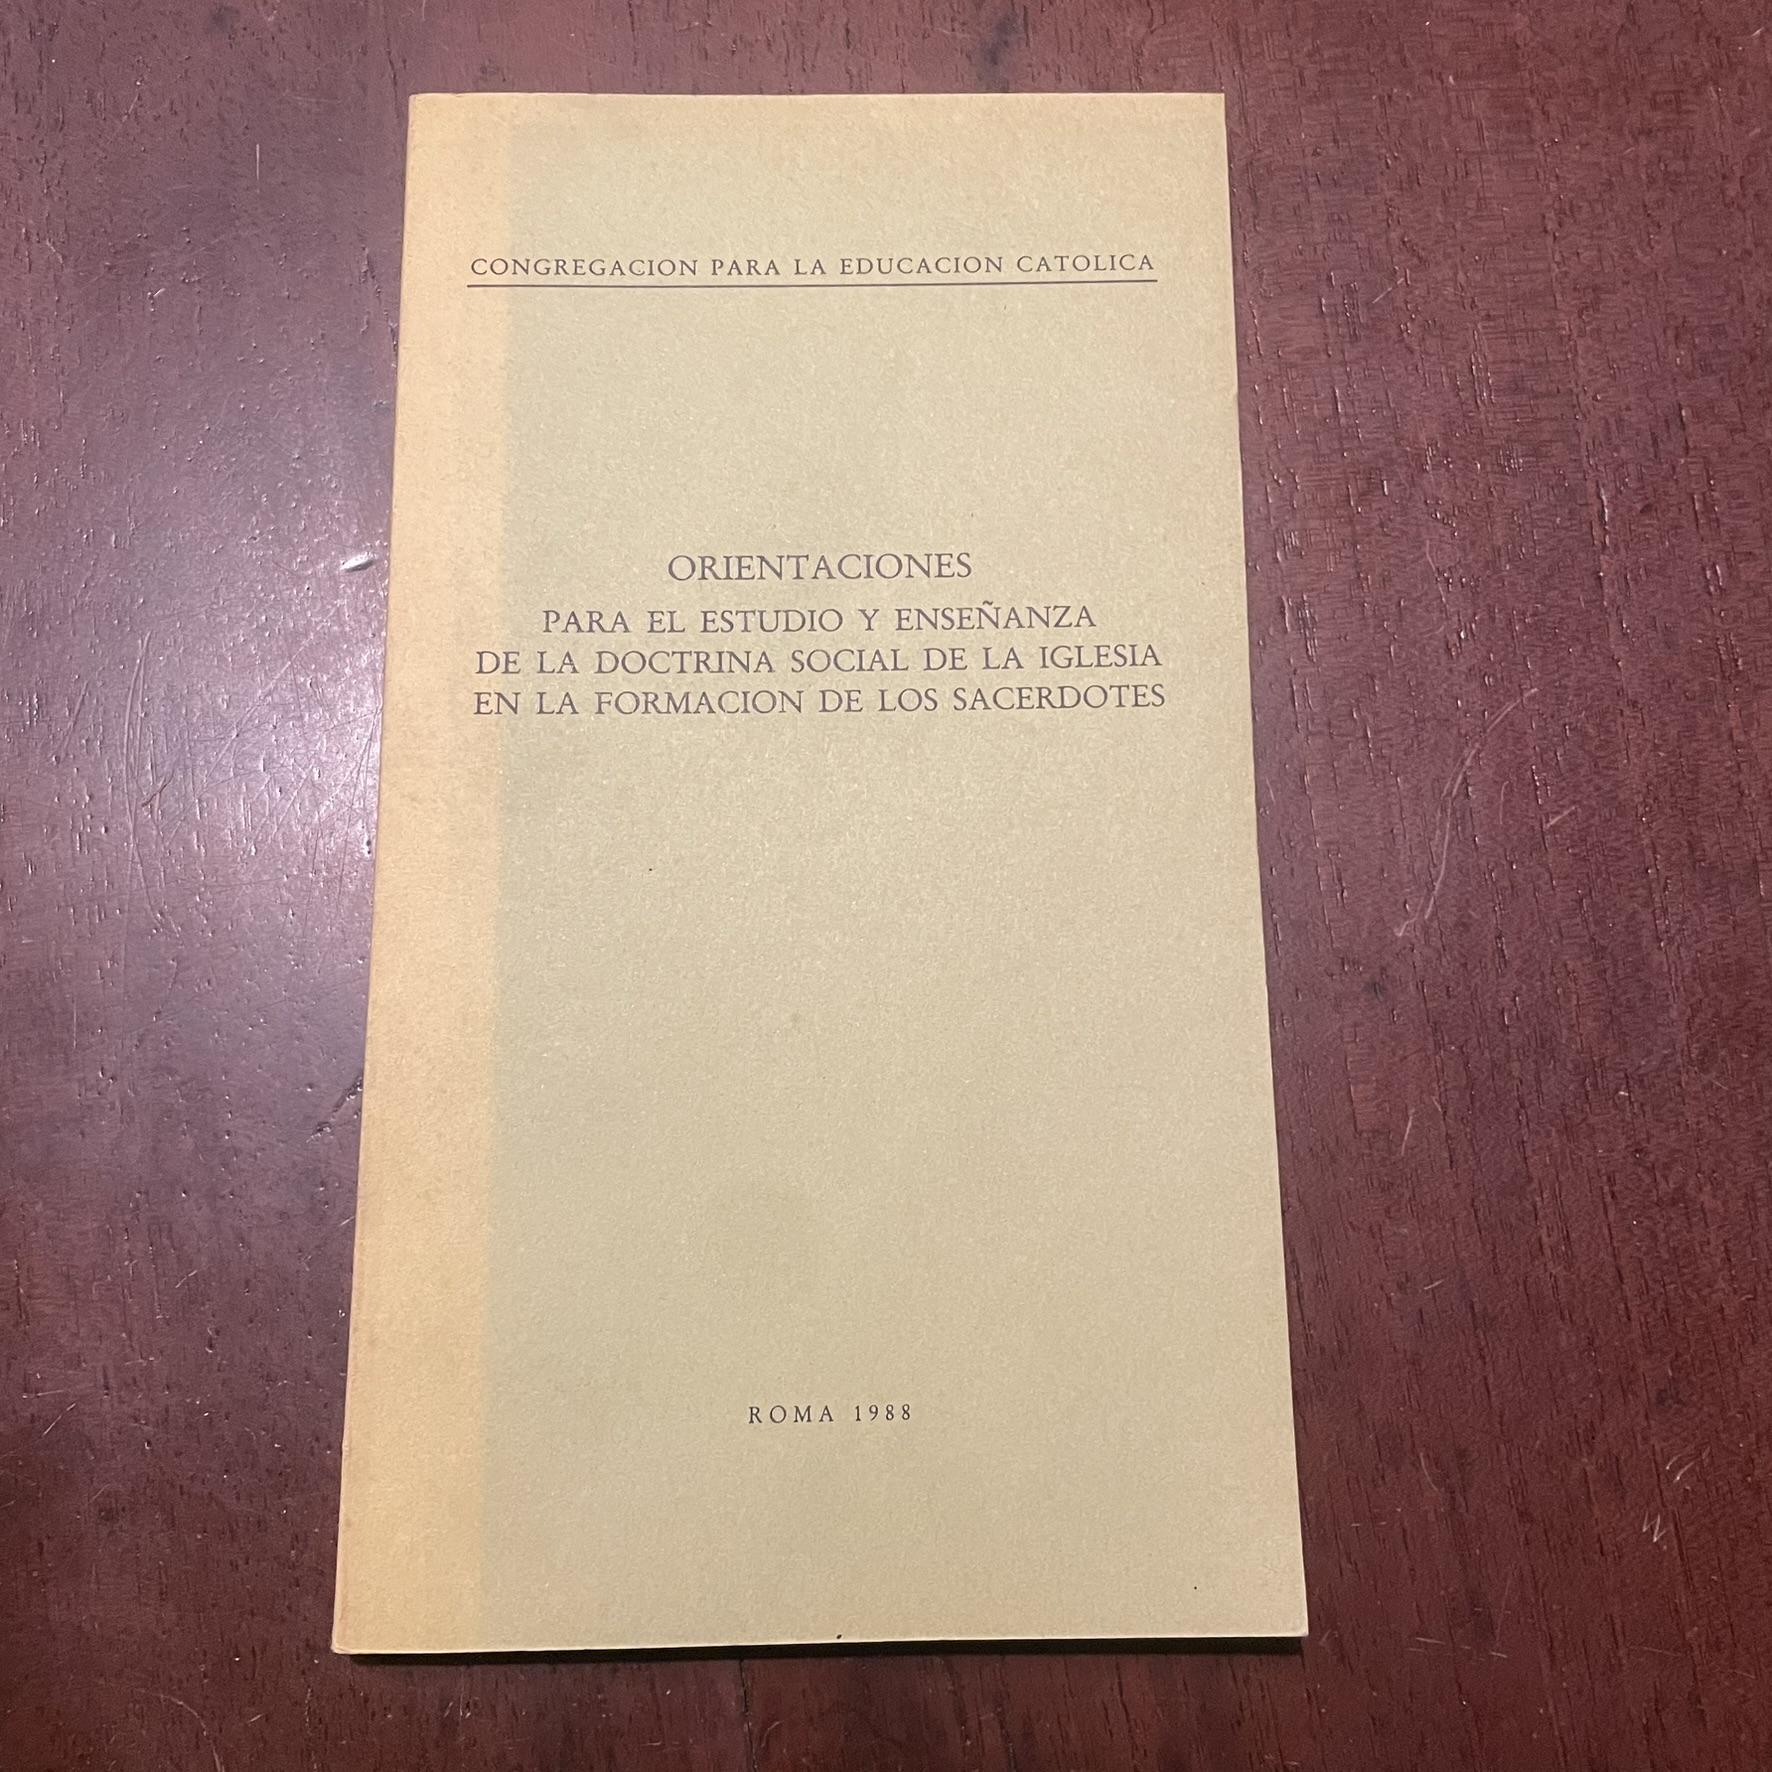 CONGREGACION PARA LA EDUCACION CATOLICA
ORIENTACIONES
PARA EL ESTUDIO Y ENSEÑANZA
DE LA DOCTRINA SOCIAL DE LA IGLESIA
EN LA FORMACION DE LOS SACERDOTES
ROMA 1988